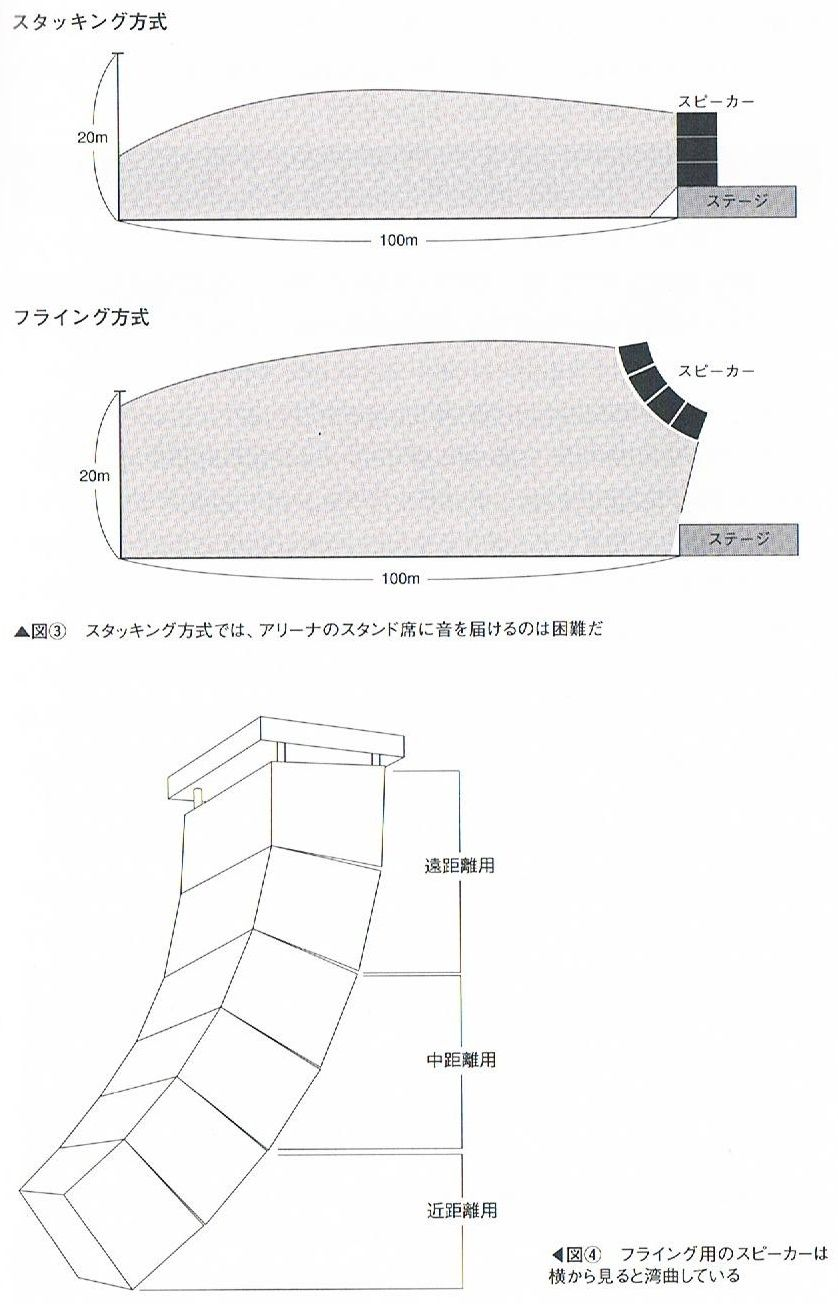 スタッキング方式
スピーカー
20m
ステージ
100m
フライング方式
スピーカー
20m
ステージ
100m
▲図③ スタッキング方式では、アリーナのスタンド席に音を届けるのは困難だ
遠距離用
中距離用
近距離用
◀図④ フライング用のスピーカーは
横から見ると湾曲している